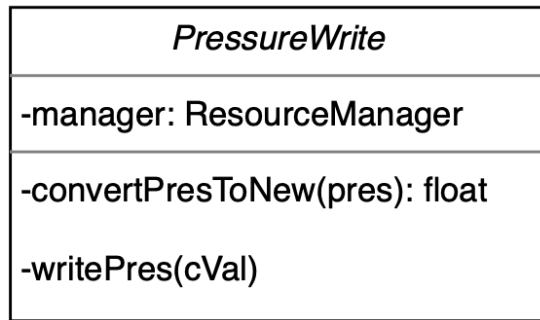 PressureWrite
-manager: ResourceManager
-convertPresToNew(pres): float
-writePres(cVal)